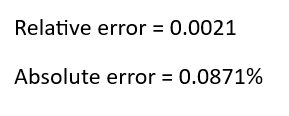 Relative error = 0.0021
Absolute error = 0.0871%